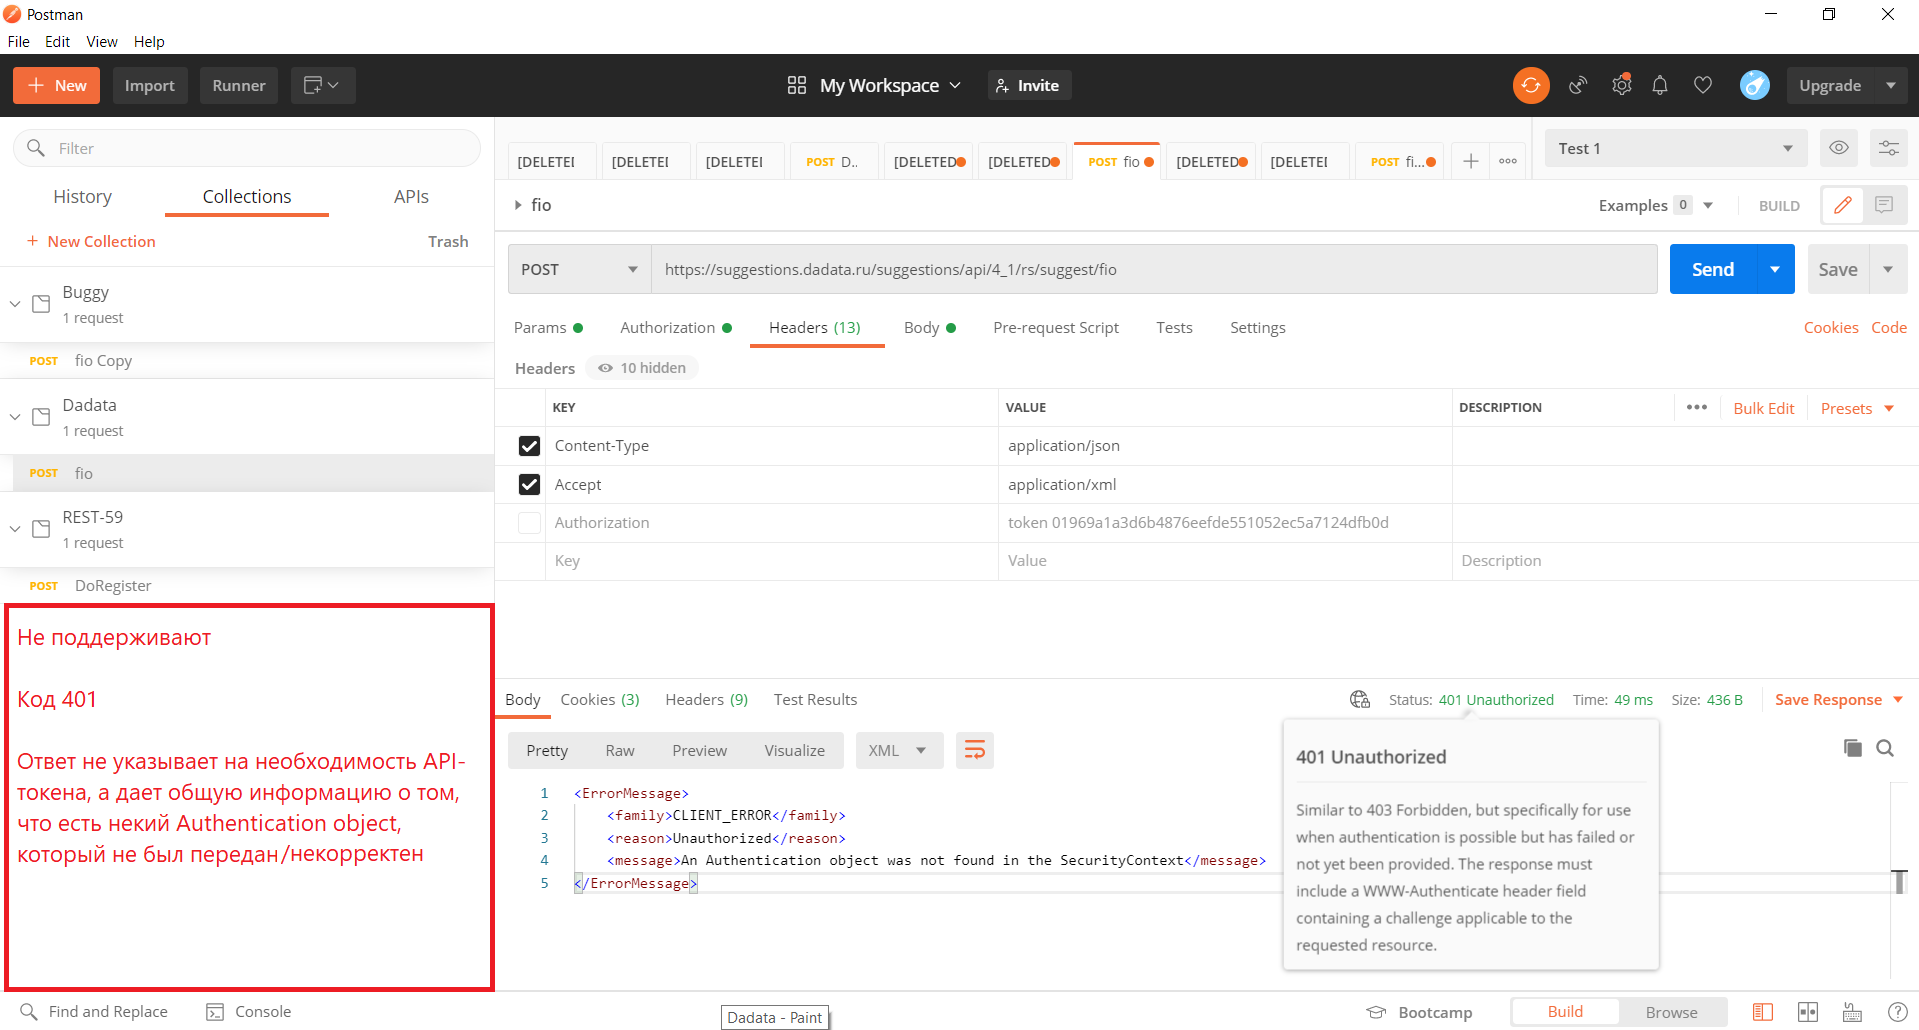 Postman
File Edit View Help
New Import Runner My Workspace Invite Upgrade
Filter
History Collections APIs
+ New Collection Trash
Buggy
1 request
POST fio Copy
Dadata
1 request
POST fio
REST-59
1 request
POST DoRegister
Не поддерживают
Код 401
Ответ не указывает на необходимость API-
токена, а дает общую информацию о том,
что есть некий Authentication object,
который не был передан/некорректен
[DELETEI [DELETEI [DELETEI POST D.. [DELETED [DELETED POST fio [DELETED [DELETEI POST fi... Test 1
fio Examples 0 BUILD
POST https://suggestions.dadata.ru/suggestions/api/4_1/rs/suggest/fio Send Save
Params Authorization Headers (13) Body Pre-request Script Tests Settings Cookies Code
Headers 10 hidden
KEY VALUE DESCRIPTION ••• Bulk Edit Presets
Content-Type application/json
Accept application/xml
Authorization token 01969a1a3d6b4876eefde551052ec5a7124dfb0d
Key Value Description
Body Cookies (3) Headers (9) Test Results Status: 401 Unauthorized Time: 49 ms Size: 436 B Save Response
Pretty Raw Preview Visualize XML
1 <ErrorMessage>
2 <family>CLIENT_ERROR</family>
3 <reason>Unauthorized</reason>
4 <message>An Authentication object was not found in the SecurityContext</message>
5 </ErrorMessage>
401 Unauthorized
Similar to 403 Forbidden, but specifically for use
when authentication is possible but has failed or
not yet been provided. The response must
include a WWW-Authenticate header field
containing a challenge applicable to the
requested resource.
Find and Replace Console Dadata - Paint Bootcamp Build Browse